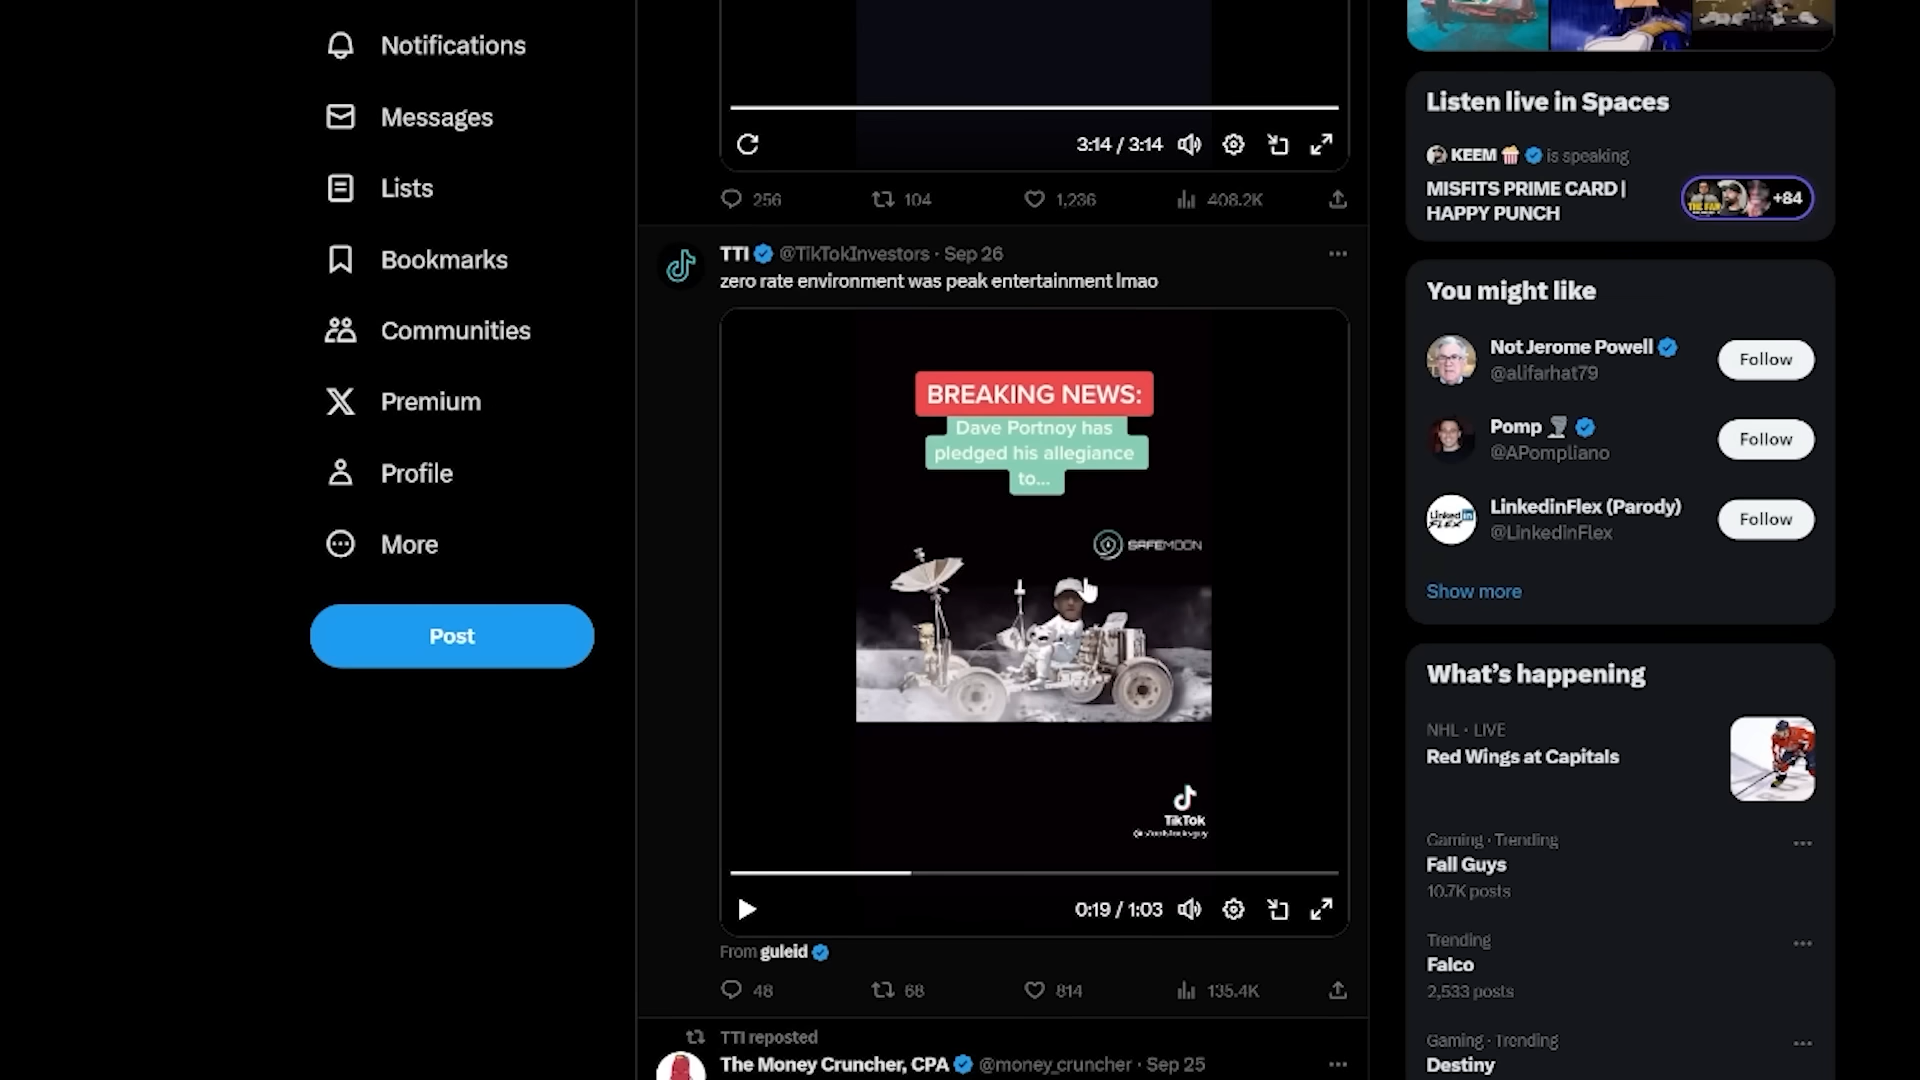 Notifications
Messages
Lists
Bookmarks
Communities
Premium
Profile
More
Post
3:14 / 3:14
256
104
1,236
408.2K
TTI @TikTokInvestors · Sep 26
zero rate environment was peak entertainment lmao
BREAKING NEWS:
Dave Portnoy has
pledged his allegiance
to...
SAFEMOON
TikTok
0:19 / 1:03
From guleid
48
68
814
135.4K
TTI reposted
The Money Cruncher, CPA @money_cruncher · Sep 25
Listen live in Spaces
KEEM is speaking
MISFITS PRIME CARD |
HAPPY PUNCH
+84
You might like
Not Jerome Powell
@alifarhat79
Follow
Pomp
@APompliano
Follow
Linked in
FLEX
LinkedinFlex (Parody)
@LinkedinFlex
Follow
Show more
What's happening
NHL · LIVE
Red Wings at Capitals
Gaming · Trending
Fall Guys
10.7K posts
Trending
Falco
2,533 posts
Gaming · Trending
Destiny